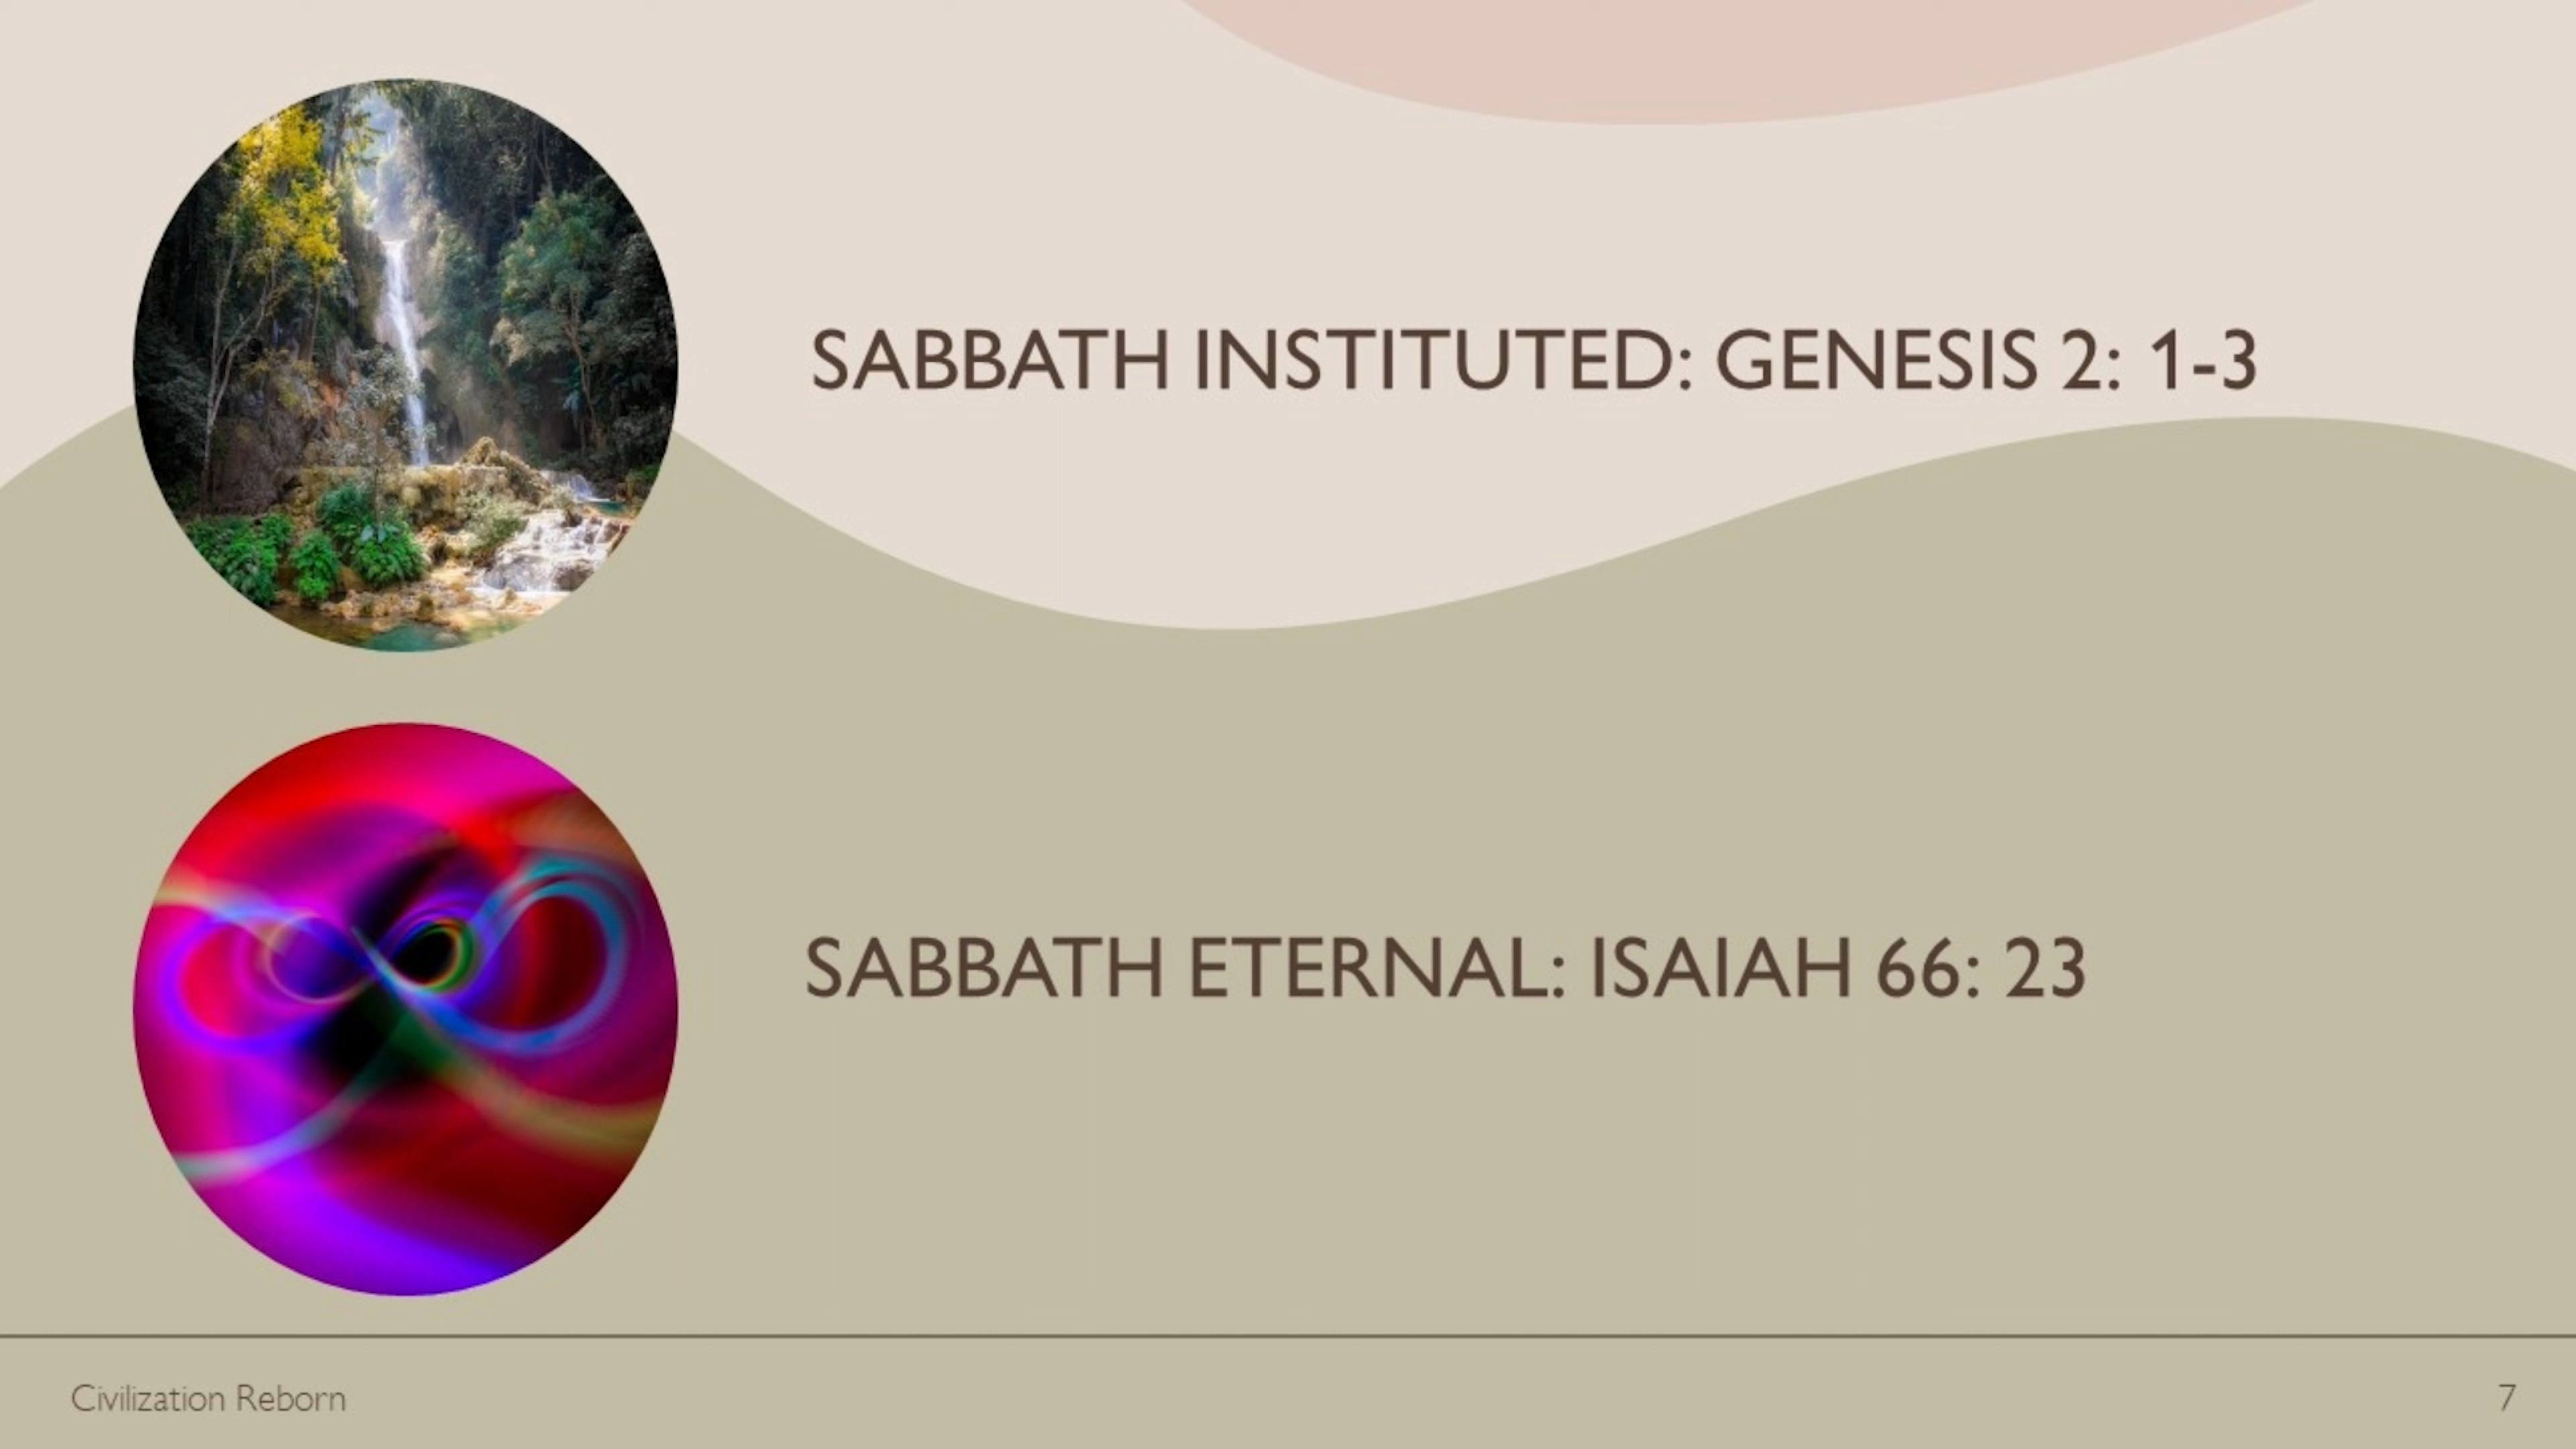 SABBATH INSTITUTED: GENESIS 2: 1-3
SABBATH ETERNAL: ISAIAH 66: 23
Civilization Reborn
7